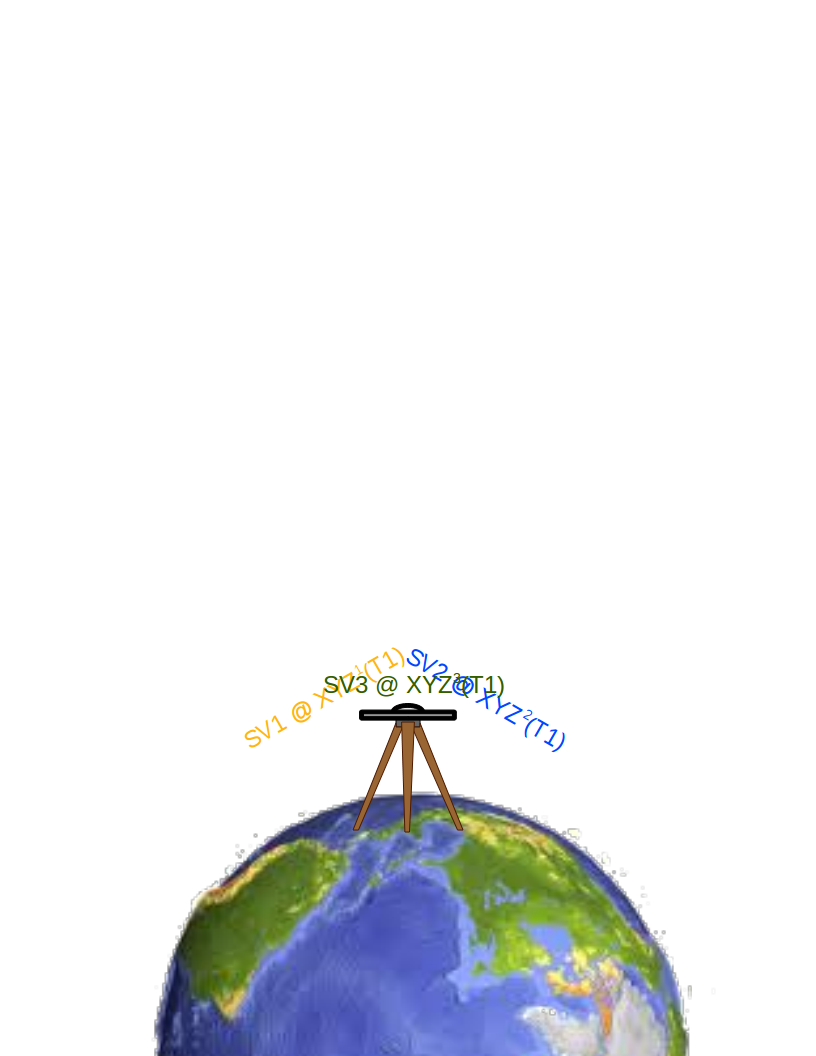 SV1 @ XYZ¹(T1)
SV2 @ XYZ²(T1)
SV3 @ XYZ³(T1)